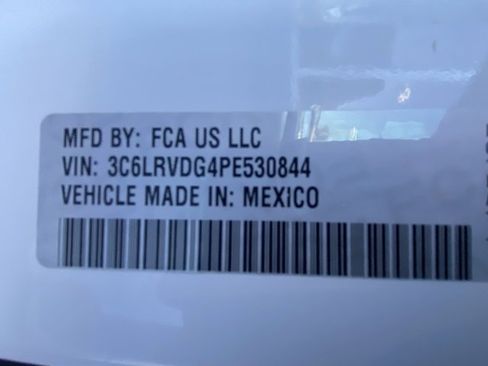 MFD BY: FCA US LLC
VIN: 3C6LRVDG4PE530844
VEHICLE MADE IN: MEXICO